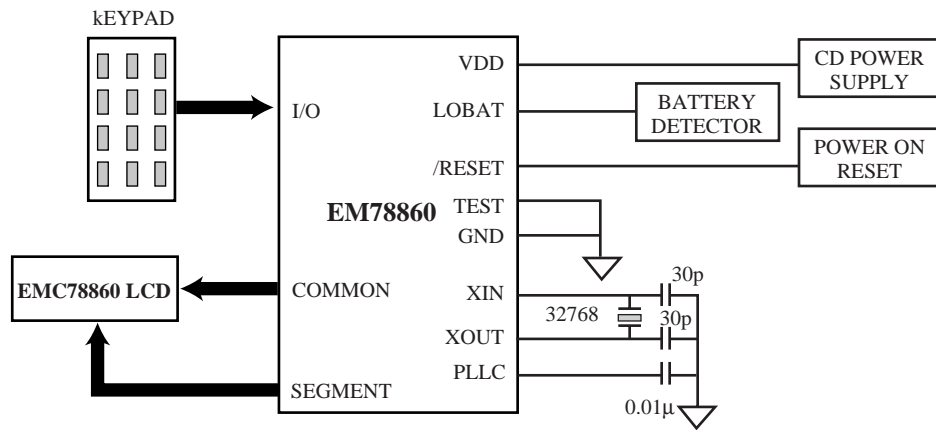 kEYPAD
I/O
EM78860
COMMON
SEGMENT
EMC78860 LCD
VDD
LOBAT
/RESET
TEST
GND
XIN
XOUT
PLLC
CD POWER
SUPPLY
BATTERY
DETECTOR
POWER ON
RESET
30p
32768
30p
0.01μ